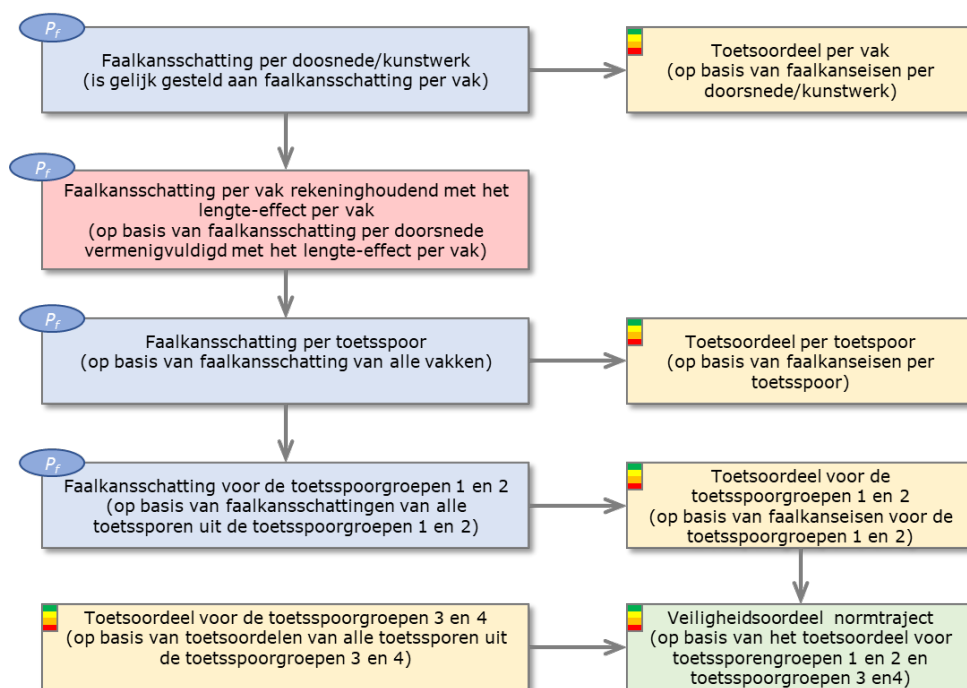 P_f
Faalkansschatting per doosnede/kunstwerk
(is gelijk gesteld aan faalkansschatting per vak)
Toetsoordeel per vak
(op basis van faalkanseisen per
doorsnede/kunstwerk)
P_f
Faalkansschatting per vak rekeninghoudend met het
lengte-effect per vak
(op basis van faalkansschatting per doorsnede
vermenigvuldigd met het lengte-effect per vak)
P_f
Faalkansschatting per toetsspoor
(op basis van faalkansschatting van alle vakken)
Toetsoordeel per toetspoor
(op basis van faalkanseisen per
toetsspoor)
P_f
Faalkansschatting voor de toetsspoorgroepen 1 en 2
(op basis van faalkansschattingen van alle
toetssporen uit de toetsspoorgroepen 1 en 2)
Toetsoordeel voor de
toetsspoorgroepen 1 en 2
(op basis van faalkanseisen voor de
toetsspoorgroepen 1 en 2)
Toetsoordeel voor de toetsspoorgroepen 3 en 4
(op basis van toetsoordelen van alle toetssporen uit
de toetsspoorgroepen 3 en 4)
Veiligheidsoordeel normtraject
(op basis van het toetsoordeel voor
toetssporengroepen 1 en 2 en
toetsspoorgroepen 3 en4)